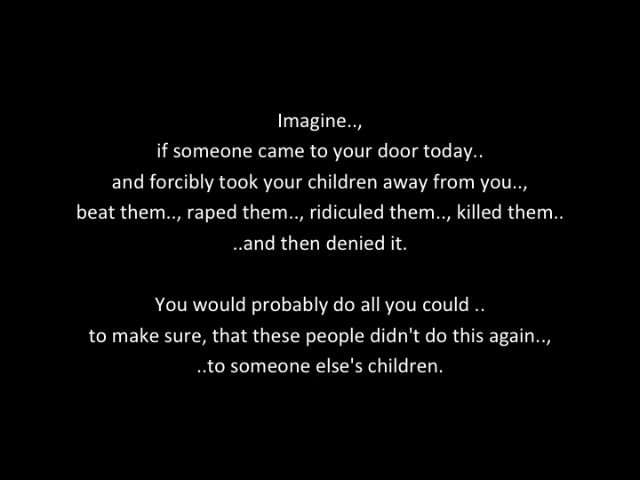 Imagine..,
if someone came to your door today..
and forcibly took your children away from you..,
beat them.., raped them.., ridiculed them.., killed them..
..and then denied it.
You would probably do all you could ..
to make sure, that these people didn't do this again..,
..to someone else's children.